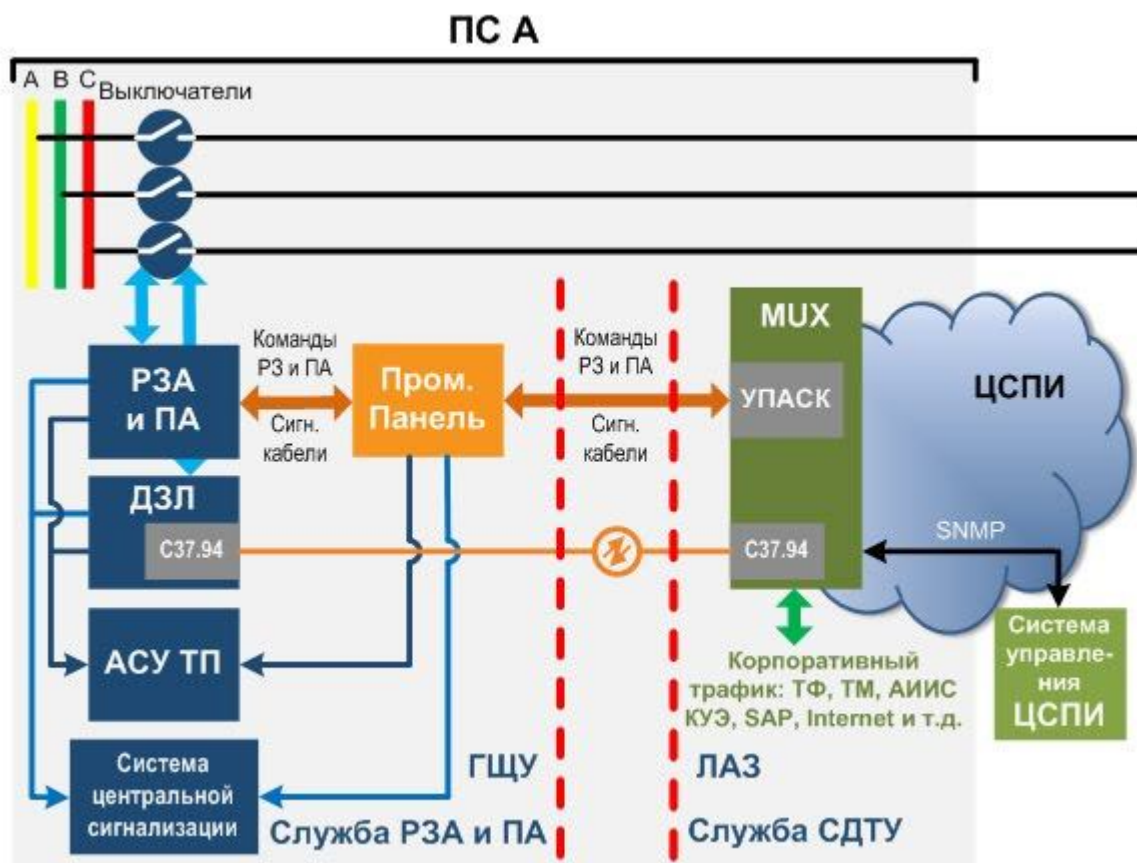 ПС А
A B C
Выключатели
РЗА
и ПА
Команды
РЗ и ПА
Сигн.
кабели
Пром.
Панель
Команды
РЗ и ПА
Сигн.
кабели
MUX
УПАСК
ЦСПИ
ДЗЛ
С37.94
С37.94
SNMP
АСУ ТП
Корпоративный
трафик: ТФ, ТМ, АИИС
КУЭ, SAP, Internet и т.д.
Система
управле-
ния
ЦСПИ
Система
центральной
сигнализации
ГЩУ
Служба РЗА и ПА
ЛАЗ
Служба СДТУ